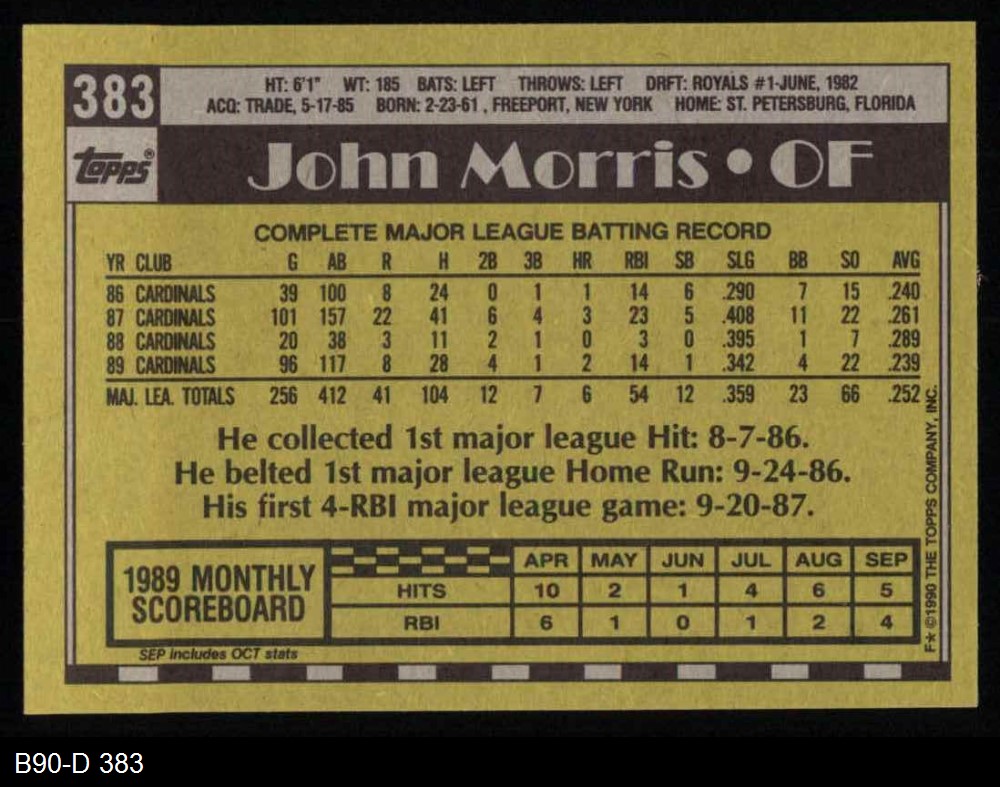 383
HT: 6'1" WT: 185 BATS: LEFT THROWS: LEFT DRFT: ROYALS #1-JUNE, 1982
ACQ: TRADE, 5-17-85 BORN: 2-23-61 , FREEPORT, NEW YORK HOME: ST. PETERSBURG, FLORIDA
topps®
John Morris • OF
COMPLETE MAJOR LEAGUE BATTING RECORD
YR CLUB G AB R H 2B 3B HR RBI SB SLG BB SO AVG
86 CARDINALS 39 100 8 24 0 1 1 14 6 .290 7 15 .240
87 CARDINALS 101 157 22 41 6 4 3 23 5 .408 11 22 .261
88 CARDINALS 20 38 3 11 2 1 0 3 0 .395 1 7 .289
89 CARDINALS 96 117 8 28 4 1 2 14 1 .342 4 22 .239
MAJ. LEA. TOTALS 256 412 41 104 12 7 6 54 12 .359 23 66 .252
He collected 1st major league Hit: 8-7-86.
He belted 1st major league Home Run: 9-24-86.
His first 4-RBI major league game: 9-20-87.
1989 MONTHLY
SCOREBOARD
APR MAY JUN JUL AUG SEP
HITS 10 2 1 4 6 5
RBI 6 1 0 1 2 4
SEP includes OCT stats
F★ ©1990 THE TOPPS COMPANY, INC.
B90-D 383